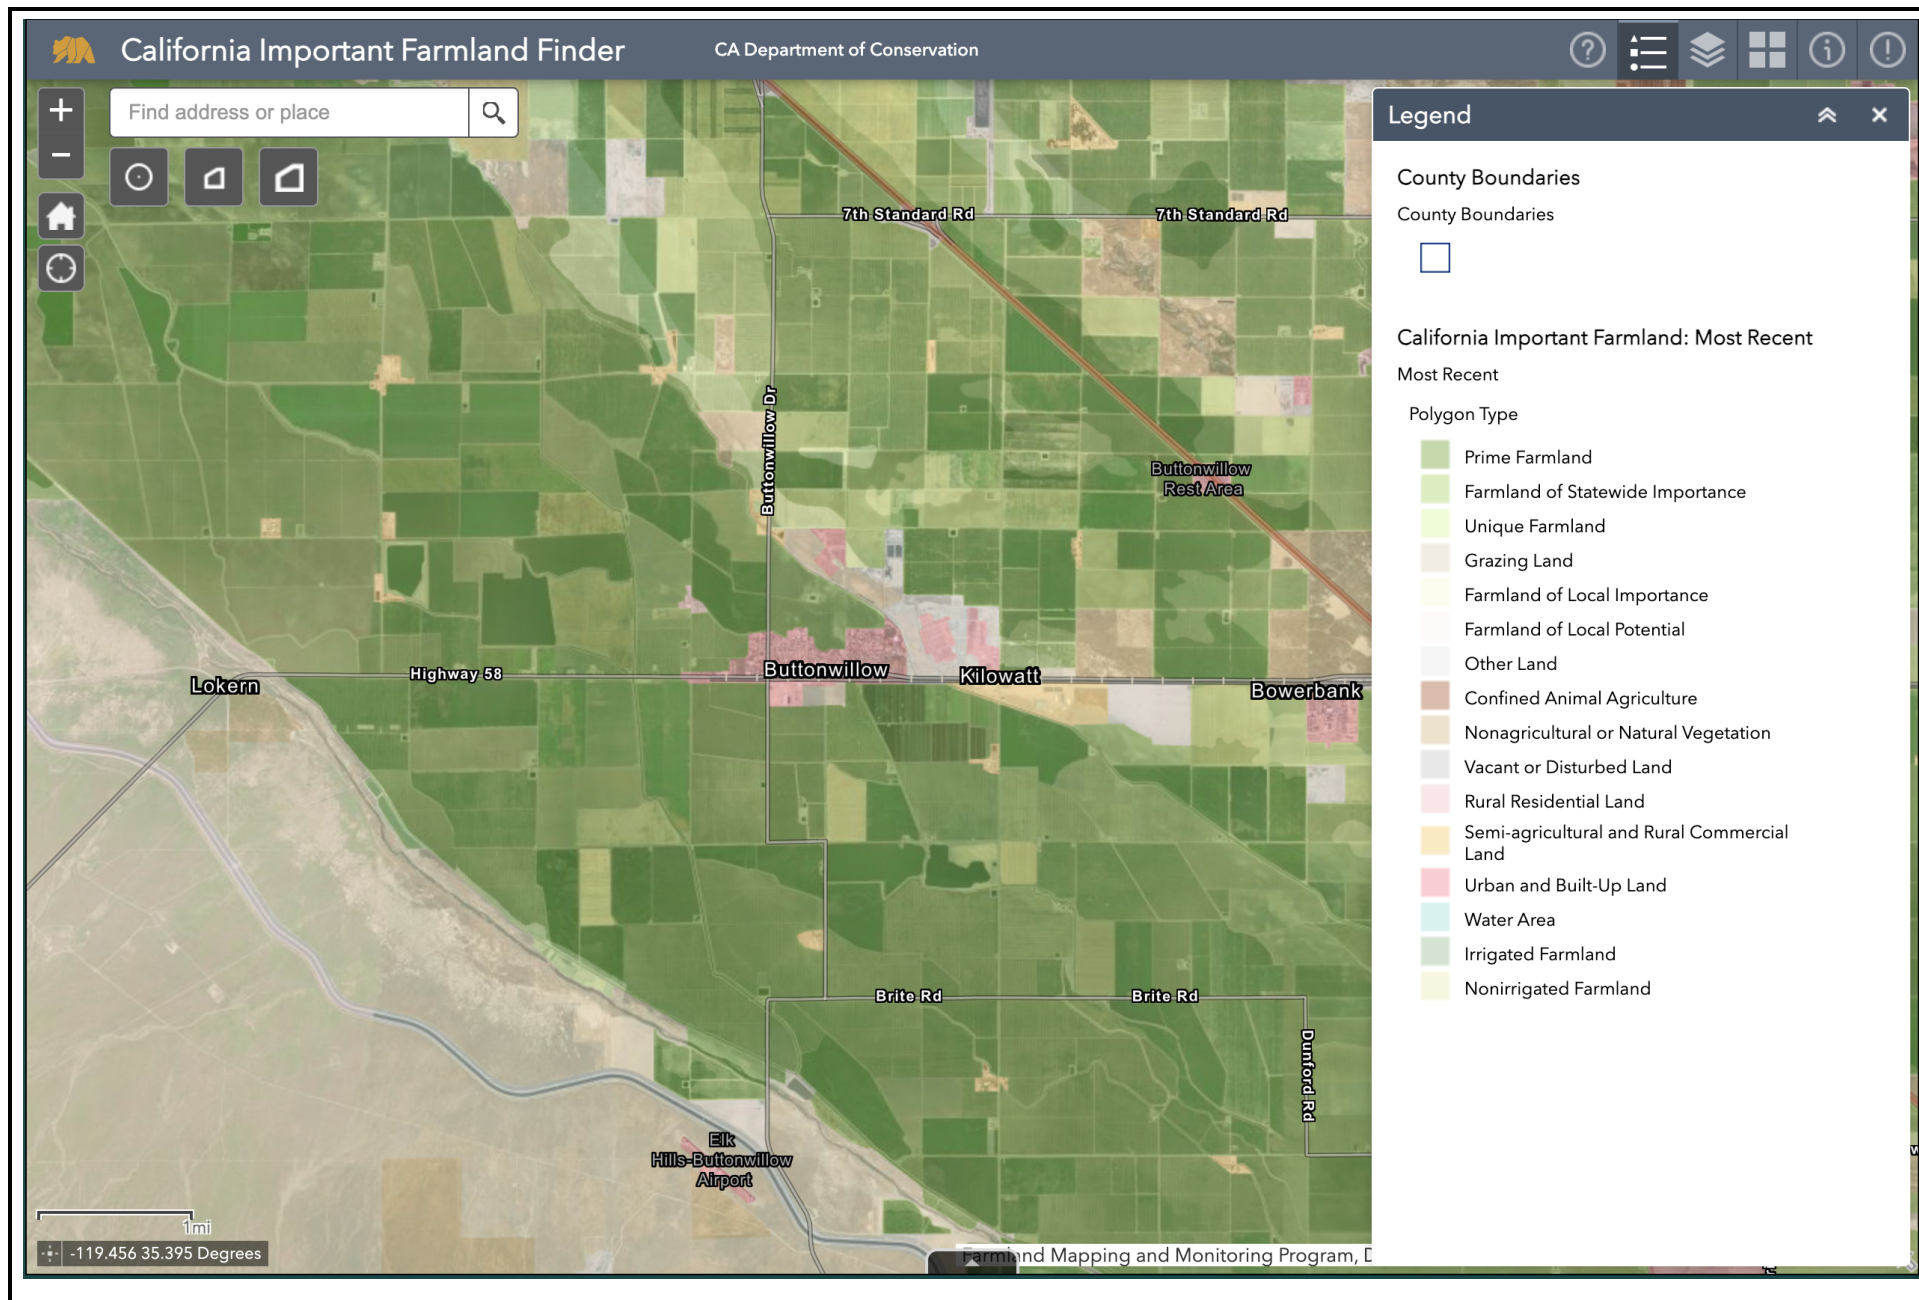 California Important Farmland Finder
CA Department of Conservation
Find address or place
7th Standard Rd
7th Standard Rd
Buttonwillow Dr
Buttonwillow
Rest Area
Highway 58
Lokern
Buttonwillow
Kilowatt
Bowerbank
Brite Rd
Brite Rd
Dunford Rd
Elk
Hills-Buttonwillow
Airport
1mi
-119.456 35.395 Degrees
Farmland Mapping and Monitoring Program, D
Legend
County Boundaries
County Boundaries
California Important Farmland: Most Recent
Most Recent
Polygon Type
Prime Farmland
Farmland of Statewide Importance
Unique Farmland
Grazing Land
Farmland of Local Importance
Farmland of Local Potential
Other Land
Confined Animal Agriculture
Nonagricultural or Natural Vegetation
Vacant or Disturbed Land
Rural Residential Land
Semi-agricultural and Rural Commercial
Land
Urban and Built-Up Land
Water Area
Irrigated Farmland
Nonirrigated Farmland